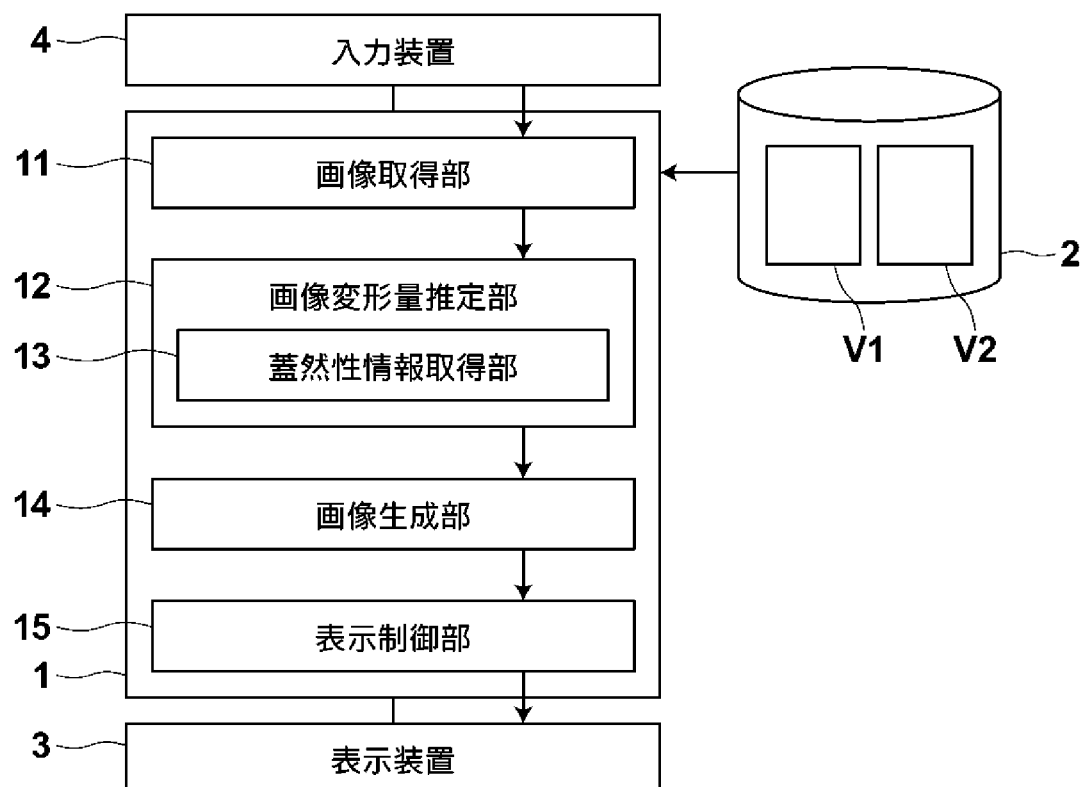 4
入力装置
11
画像取得部
12
画像変形量推定部
13
蓋然性情報取得部
14
画像生成部
15
表示制御部
1
3
表示装置
2
V1
V2